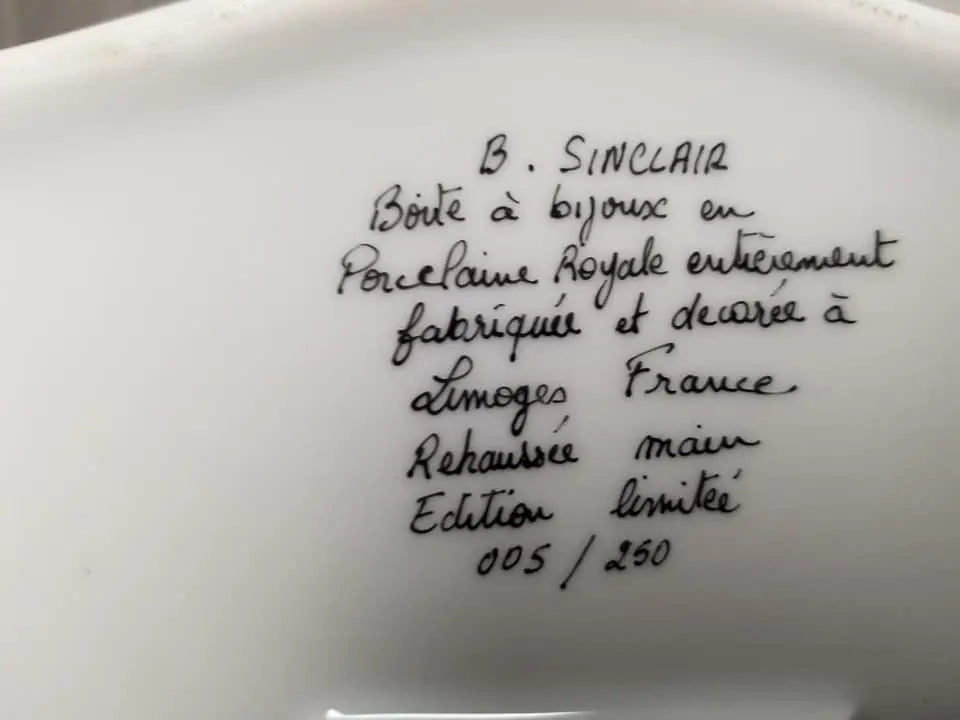 B. SINCLAIR
Boîte à bijoux en
Porcelaine Royale entièrement
fabriquée et decorée à
Limoges France
Rehaussée main
Edition limitée
005 / 250